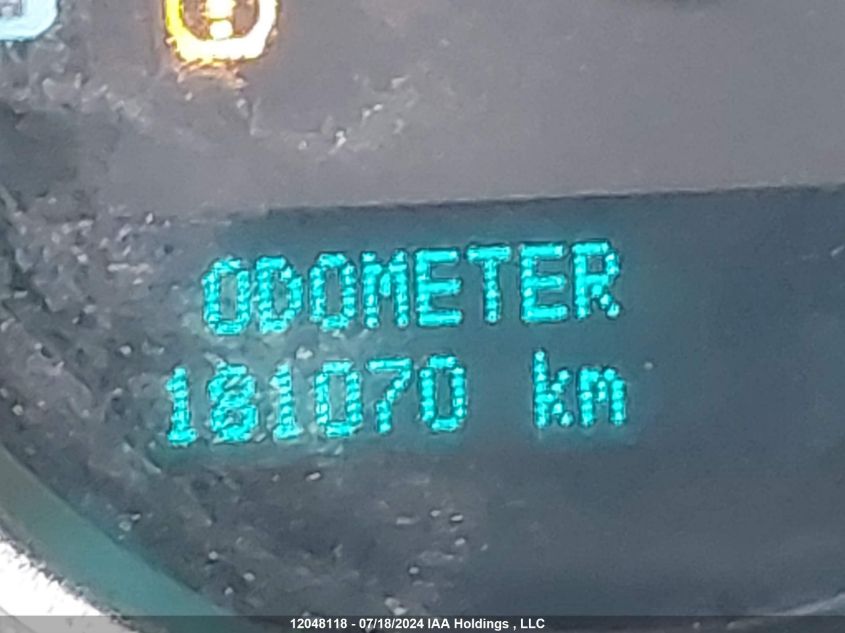 ODOMETER
181070 km
12048118 - 07/18/2024 IAA Holdings , LLC